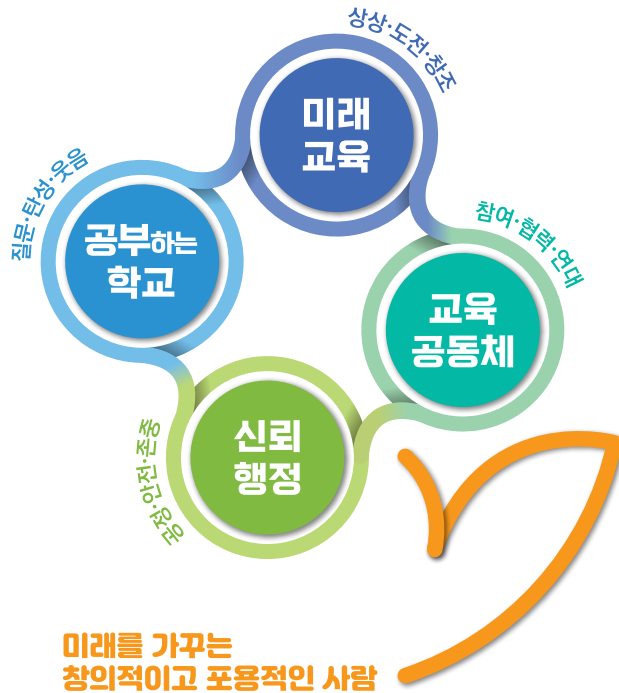 상상·도전·창조
미래
교육
질문·탄성·웃음
공부하는
학교
참여·협력·연대
교육
공동체
공정·안전·존중
신뢰
행정
미래를 가꾸는
창의적이고 포용적인 사람